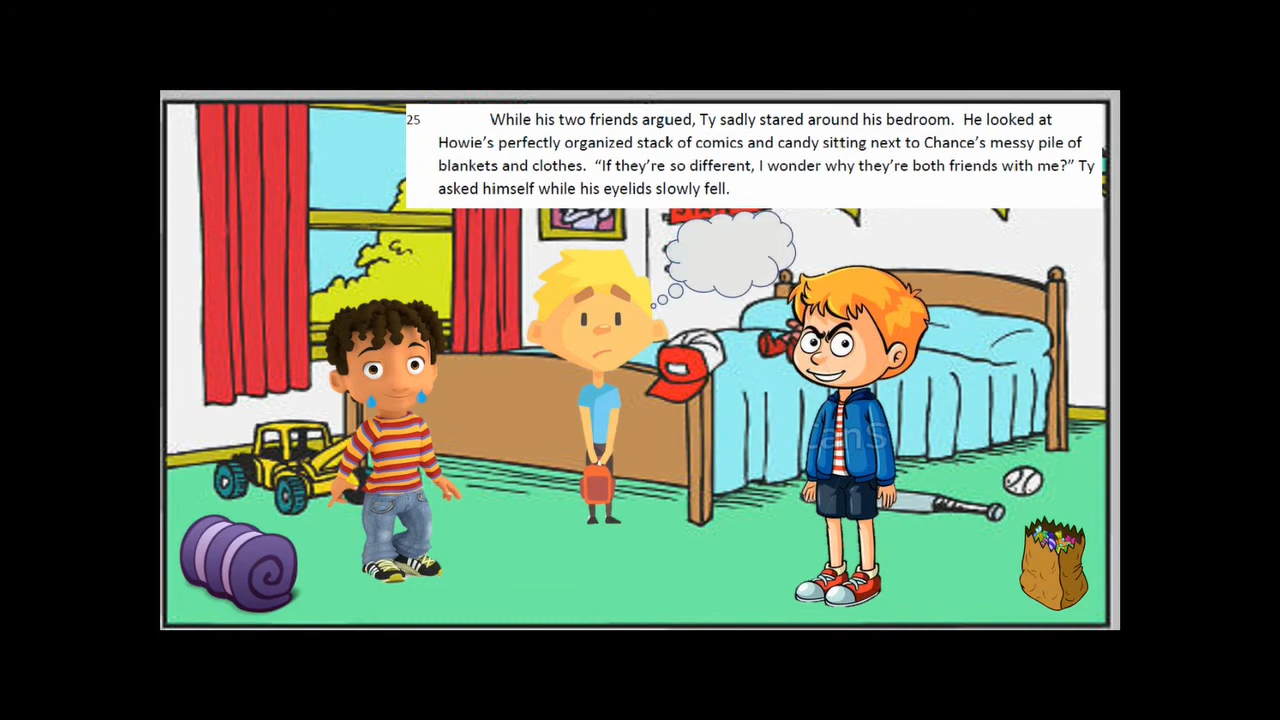 25 While his two friends argued, Ty sadly stared around his bedroom. He looked at
Howie's perfectly organized stack of comics and candy sitting next to Chance's messy pile of
blankets and clothes. "If they're so different, I wonder why they're both friends with me?" Ty
asked himself while his eyelids slowly fell.